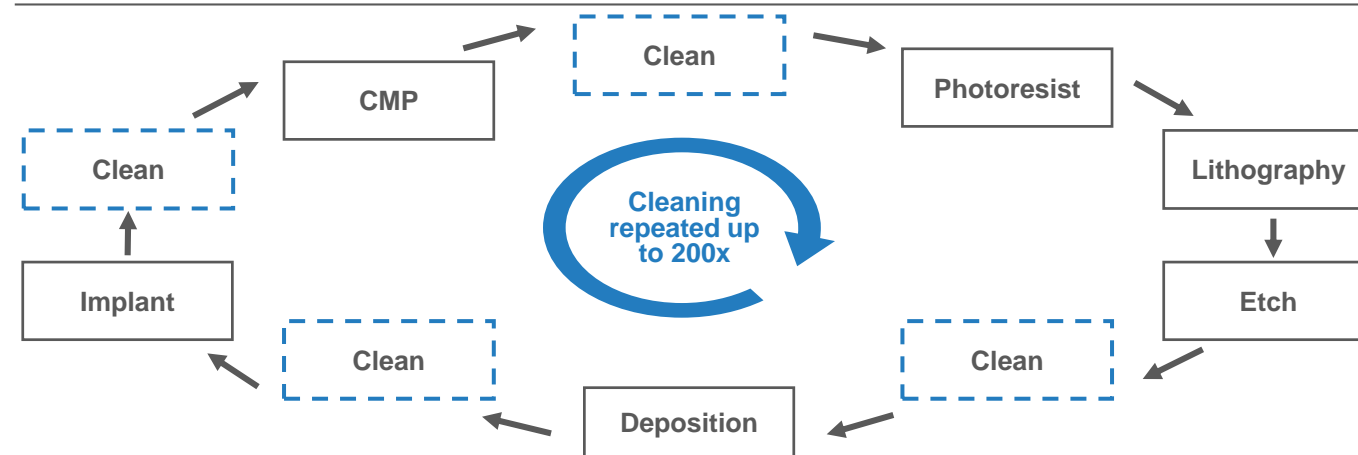 Clean
CMP
Photoresist
Clean
Lithography
Cleaning
repeated up
to 200x
Implant
Etch
Clean
Clean
Deposition